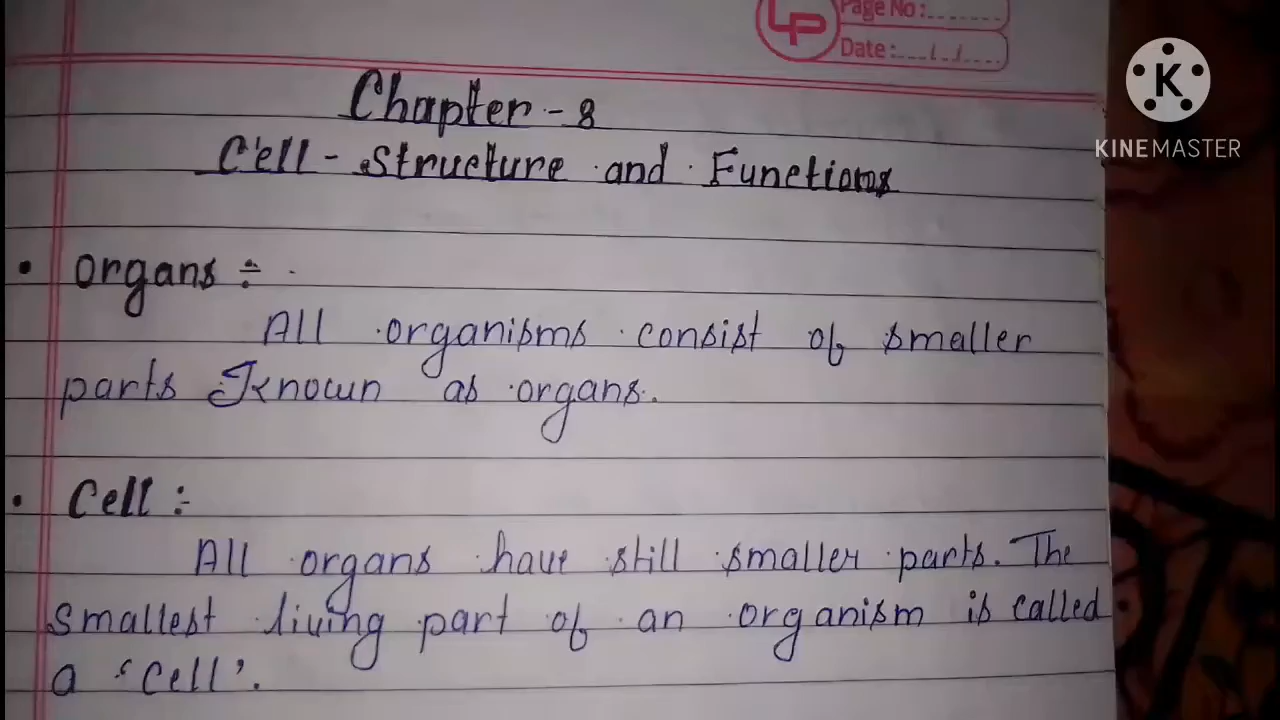 LP
Page No:
Date:
Chapter - 8
Cell - Structure and Functions
K
KINEMASTER
• Organs ÷
All organisms consist of smaller
parts Known as organs.
• Cell :-
All organs have still smaller parts. The
smallest living part of an organism is called
a 'Cell'.